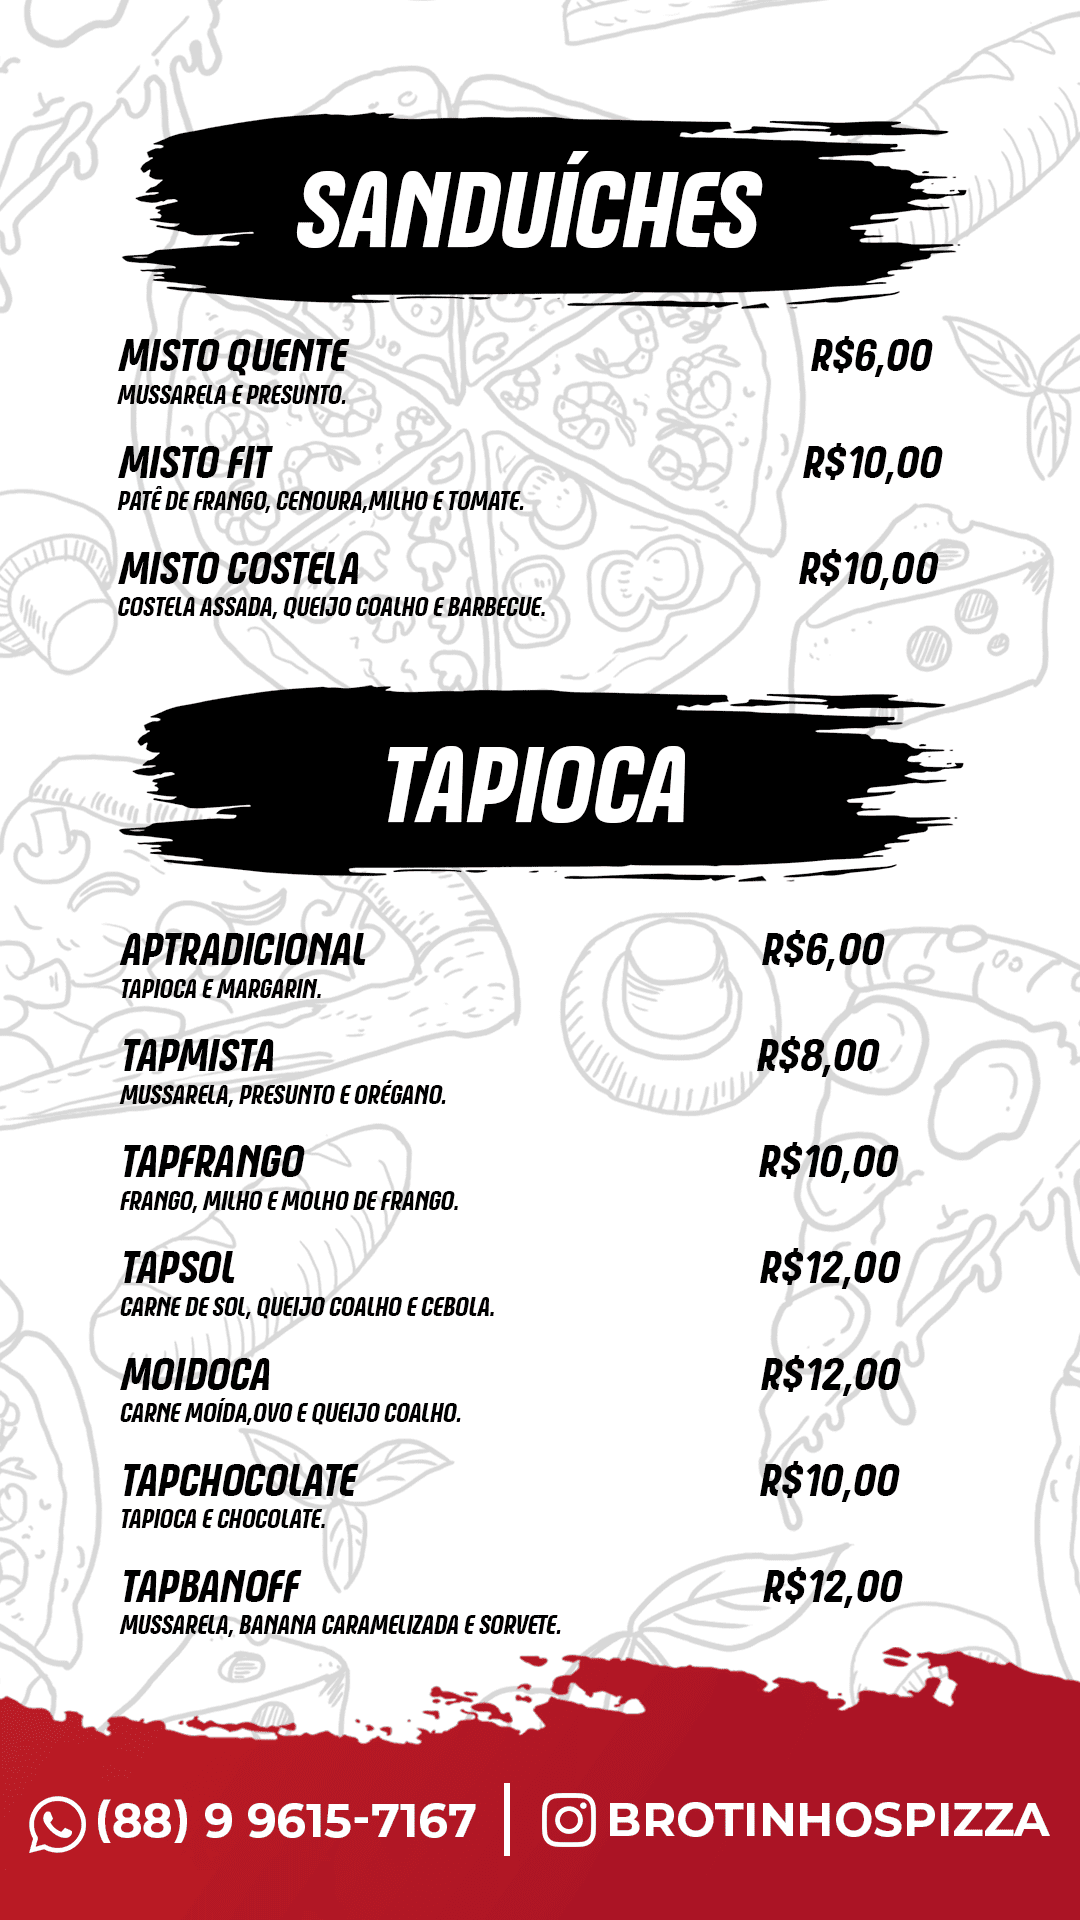 SANDUÍCHES
MISTO QUENTE R$6,00
MUSSARELA E PRESUNTO.
MISTO FIT R$10,00
PATÊ DE FRANGO, CENOURA,MILHO E TOMATE.
MISTO COSTELA R$10,00
COSTELA ASSADA, QUEIJO COALHO E BARBECUE.
TAPIOCA
APTRADICIONAL R$6,00
TAPIOCA E MARGARIN.
TAPMISTA R$8,00
MUSSARELA, PRESUNTO E ORÉGANO.
TAPFRANGO R$10,00
FRANGO, MILHO E MOLHO DE FRANGO.
TAPSOL R$12,00
CARNE DE SOL, QUEIJO COALHO E CEBOLA.
MOIDOCA R$12,00
CARNE MOÍDA,OVO E QUEIJO COALHO.
TAPCHOCOLATE R$10,00
TAPIOCA E CHOCOLATE.
TAPBANOFF R$12,00
MUSSARELA, BANANA CARAMELIZADA E SORVETE.
(88) 9 9615-7167 | BROTINHOSPIZZA